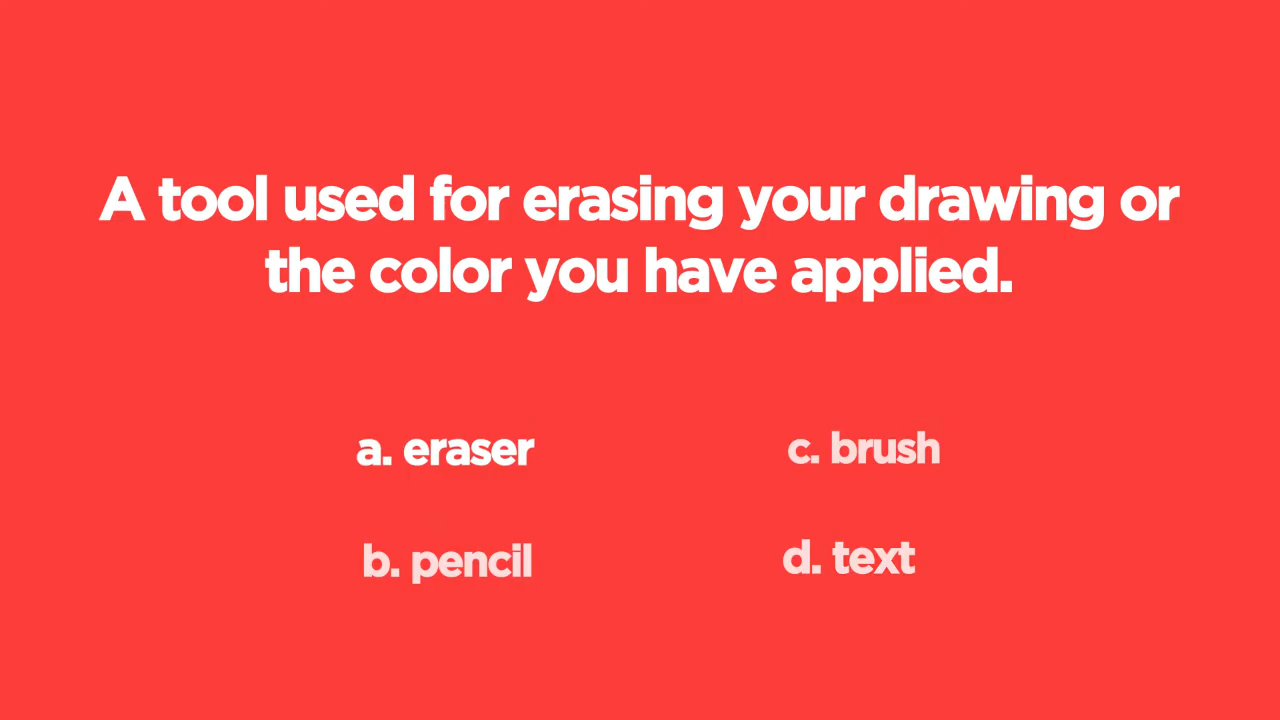 A tool used for erasing your drawing or
the color you have applied.
a. eraser
b. pencil
c. brush
d. text